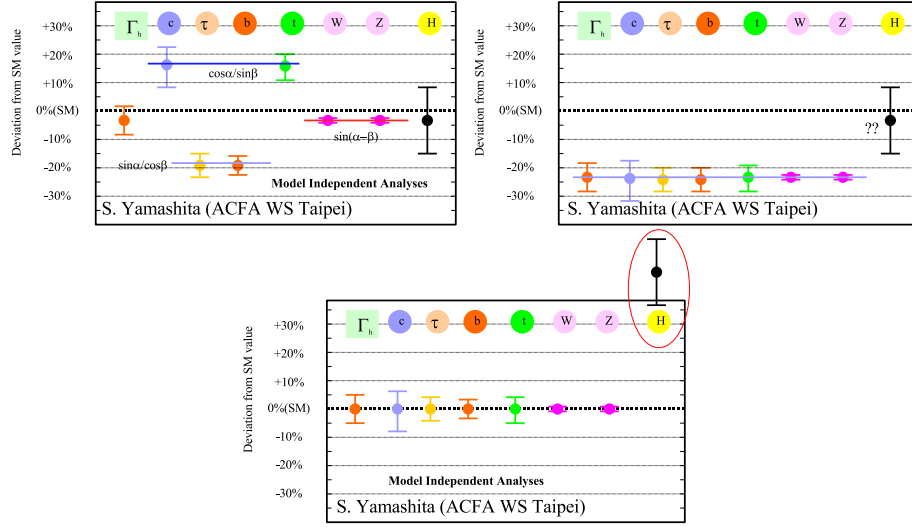 Deviation from SM value
+30%
+20%
+10%
0%(SM)
-10%
-20%
-30%
Γh c τ b t W Z H
cosα/sinβ
sin(α−β)
sinα/cosβ
Model Independent Analyses
S. Yamashita (ACFA WS Taipei)
Deviation from SM value
+30%
+20%
+10%
0%(SM)
-10%
-20%
-30%
Γh c τ b t W Z H
??
S. Yamashita (ACFA WS Taipei)
Deviation from SM value
+30%
+20%
+10%
0%(SM)
-10%
-20%
-30%
Γh c τ b t W Z H
Model Independent Analyses
S. Yamashita (ACFA WS Taipei)